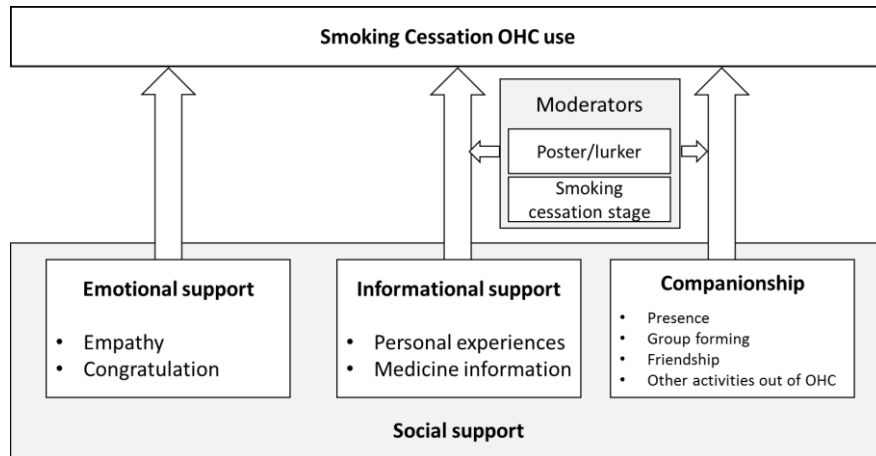 Smoking Cessation OHC use
Moderators
Poster/lurker
Smoking
cessation stage
Emotional support
• Empathy
• Congratulation
Informational support
• Personal experiences
• Medicine information
Companionship
• Presence
• Group forming
• Friendship
• Other activities out of OHC
Social support